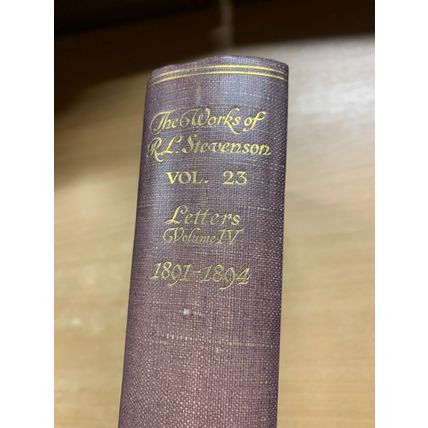 The Works of
R.L. Stevenson
VOL. 23
Letters
Volume IV
1891-1894